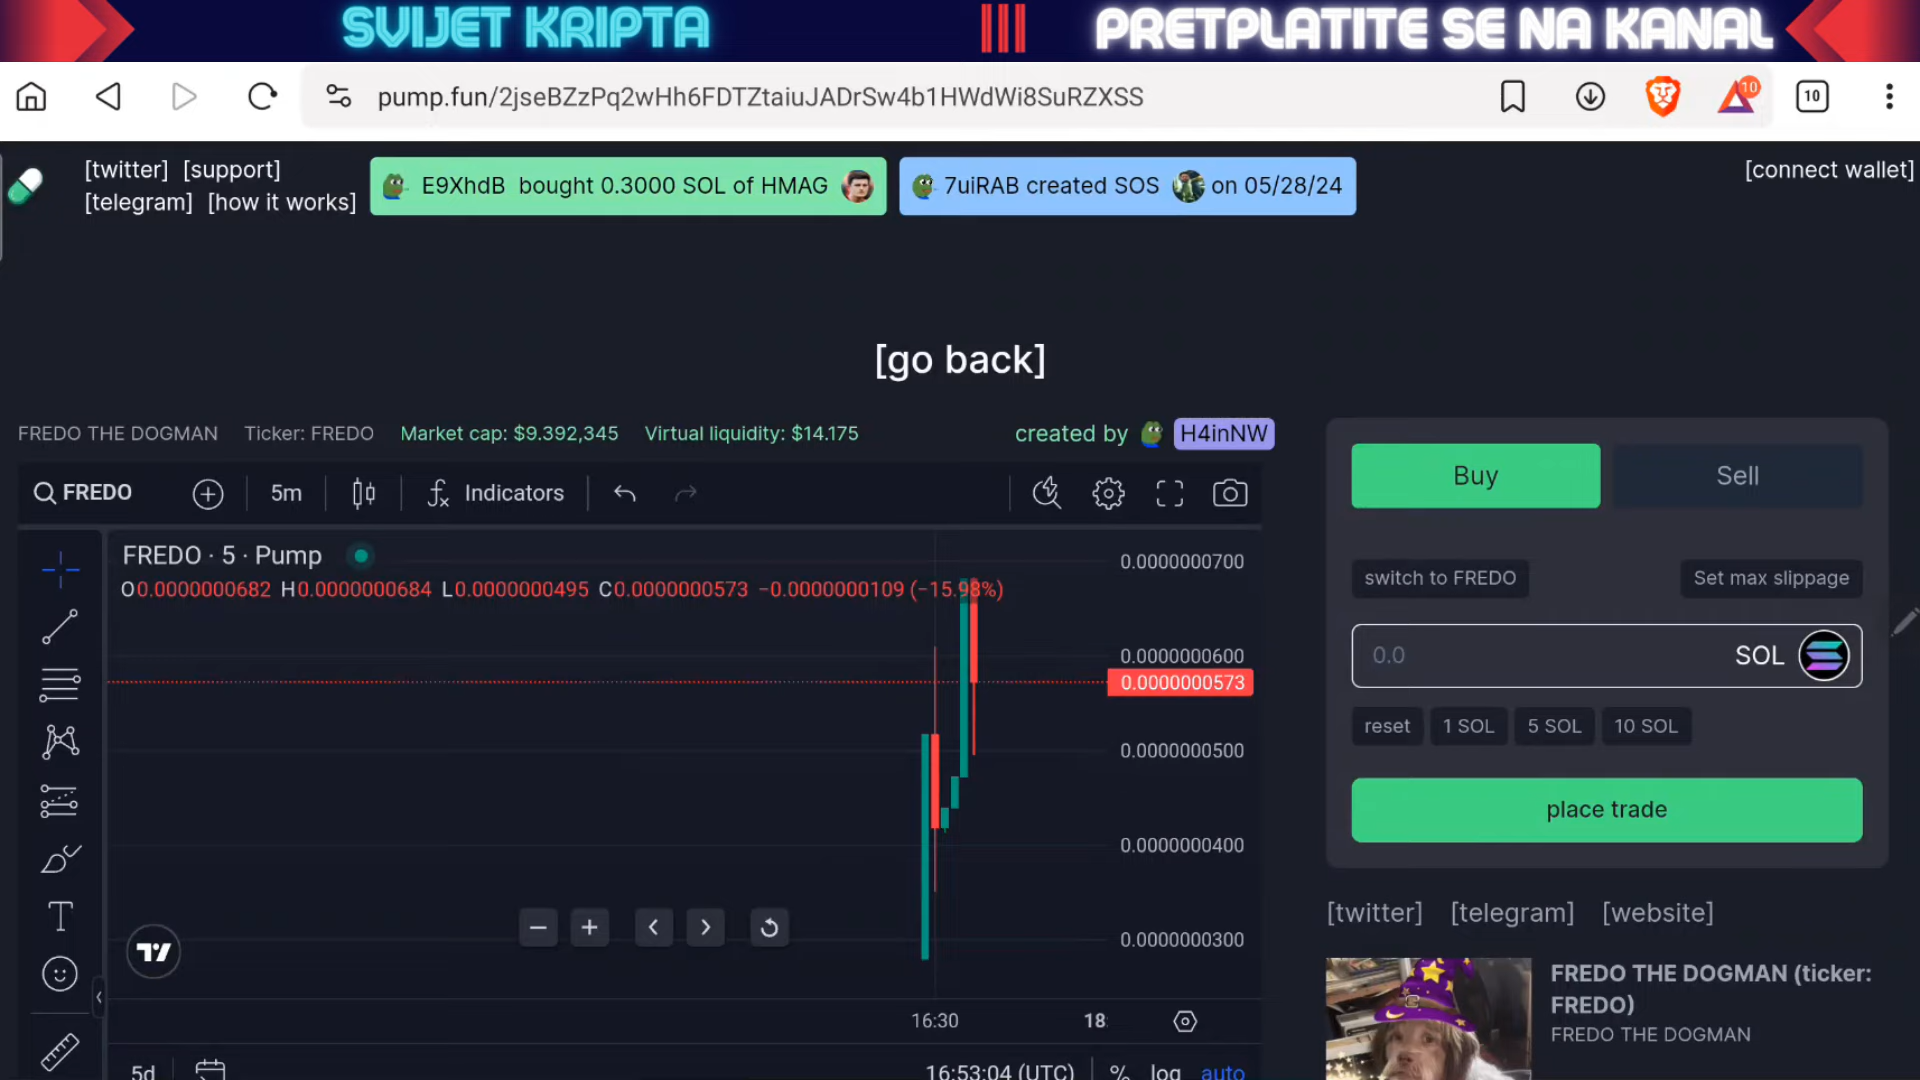 SVIJET KRIPTA
PRETPLATITE SE NA KANAL
pump.fun/2jseBZzPq2wHh6FDTZtaiuJADrSw4b1HWdWi8SuRZXSS
10
10
[twitter] [support]
[telegram] [how it works]
E9XhdB bought 0.3000 SOL of HMAG
7uiRAB created SOS on 05/28/24
[connect wallet]
[go back]
FREDO THE DOGMAN Ticker: FREDO Market cap: $9.392,345 Virtual liquidity: $14.175 created by H4inNW
FREDO 5m Indicators
FREDO · 5 · Pump
O0.0000000682 H0.0000000684 L0.0000000495 C0.0000000573 −0.0000000109 (−15.98%)
0.0000000700
0.0000000600
0.0000000573
0.0000000500
0.0000000400
0.0000000300
16:30 18:
5d 16:53:04 (UTC) % log auto
Buy Sell
switch to FREDO Set max slippage
0.0 SOL
reset 1 SOL 5 SOL 10 SOL
place trade
[twitter] [telegram] [website]
FREDO THE DOGMAN (ticker:
FREDO)
FREDO THE DOGMAN